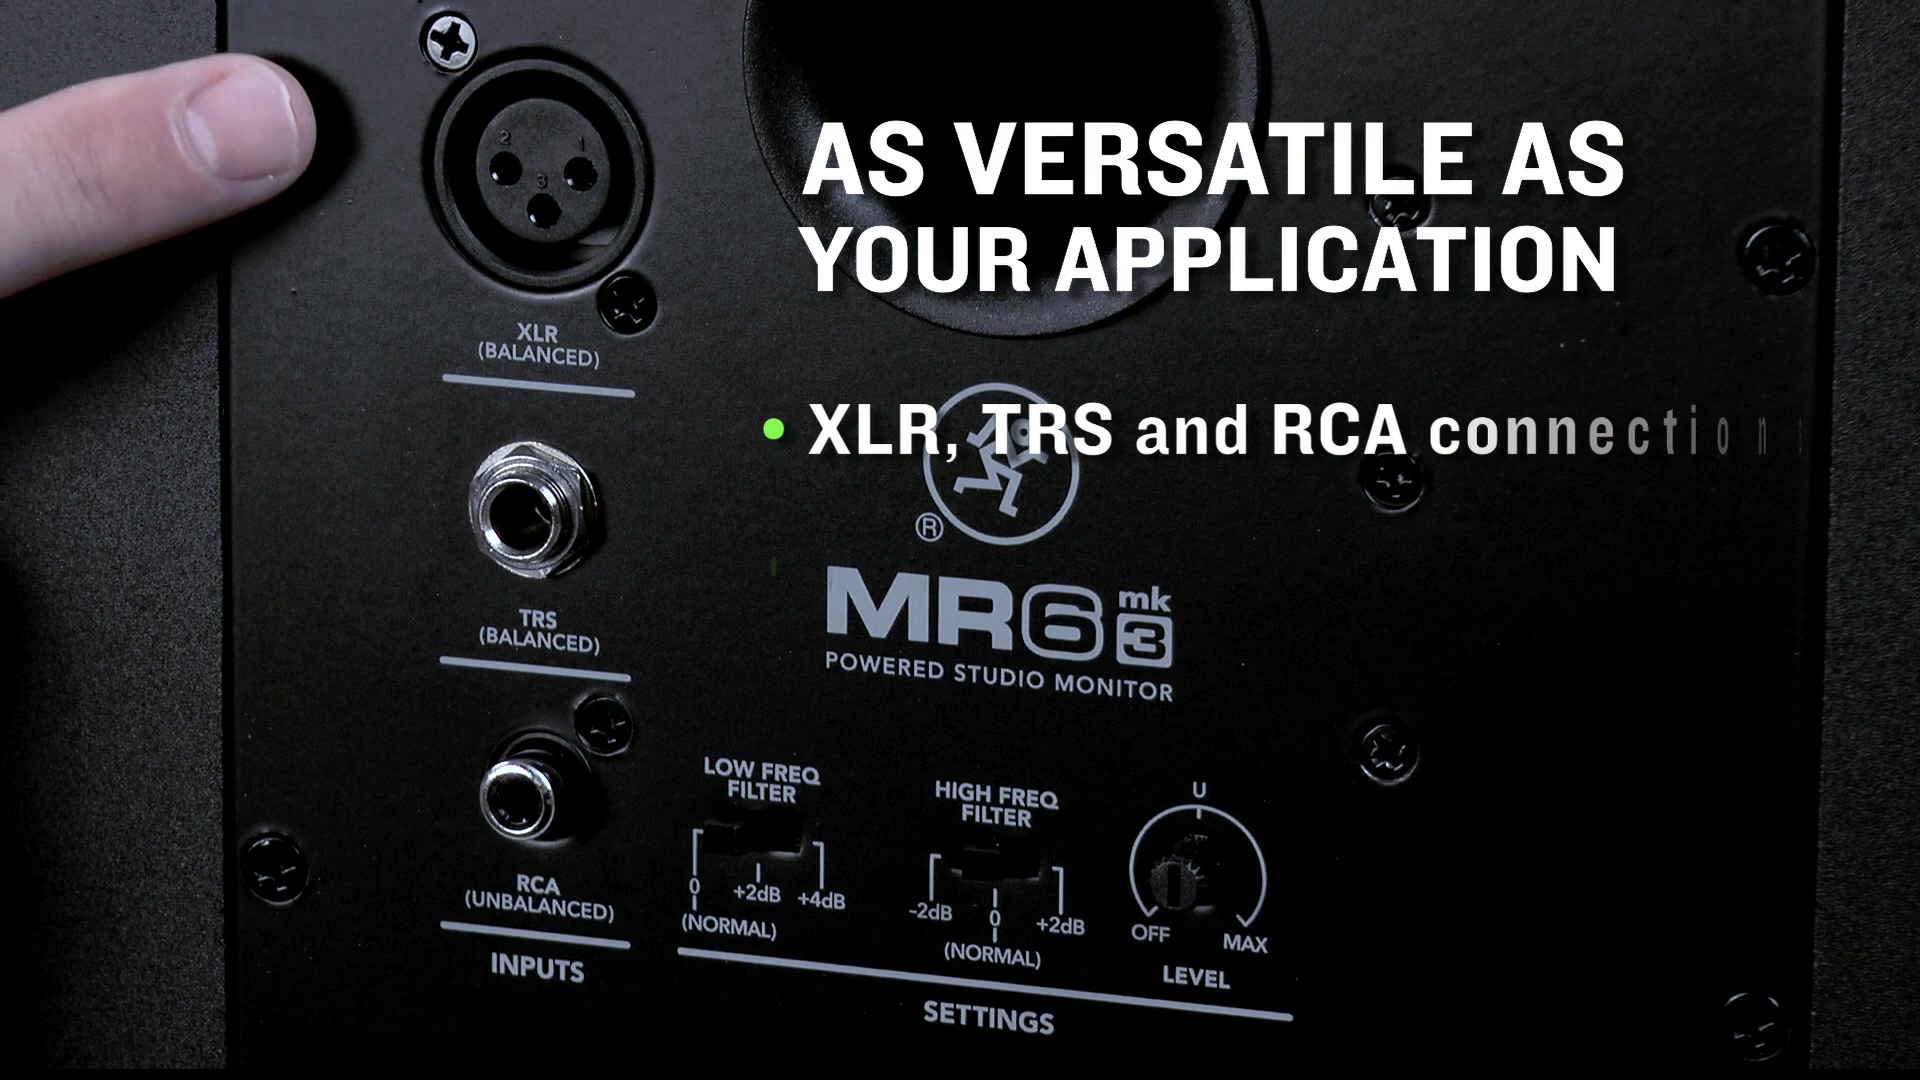 AS VERSATILE AS
YOUR APPLICATION
• XLR, TRS and RCA connections
2 1
3
XLR
(BALANCED)
TRS
(BALANCED)
RCA
(UNBALANCED)
INPUTS
®
MR6 mk3
POWERED STUDIO MONITOR
LOW FREQ
FILTER
0 +2dB +4dB
(NORMAL)
HIGH FREQ
FILTER
-2dB 0 +2dB
(NORMAL)
U
OFF MAX
LEVEL
SETTINGS